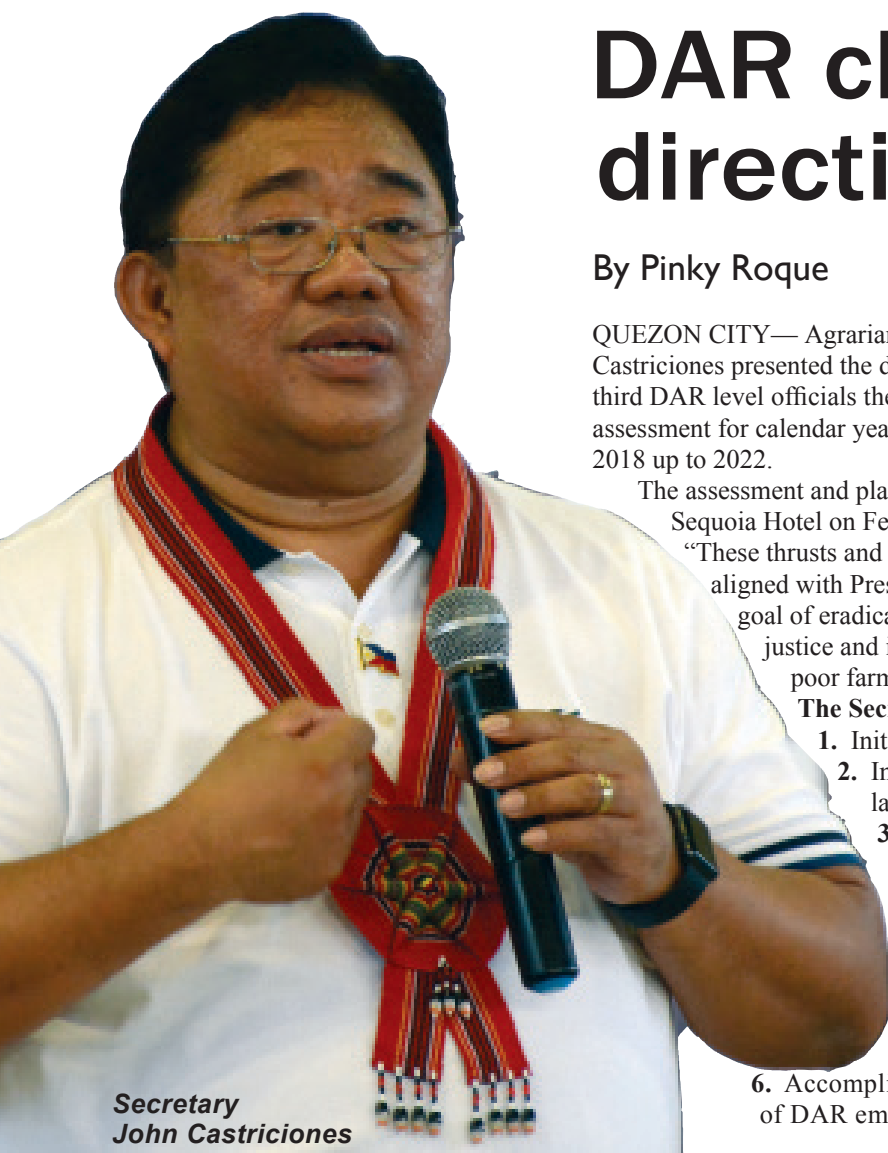 DAR
directi
By Pinky Roque
QUEZON CITY— Agrarian
Castriciones presented the d
third DAR level officials the
assessment for calendar yea
2018 up to 2022.
The assessment and pla
Sequoia Hotel on Fe
“These thrusts and
aligned with Pres
goal of eradica
justice and
poor farm
The Sec
1. Init
2. In
la
3
6. Accompli
of DAR em
Secretary
John Castriciones